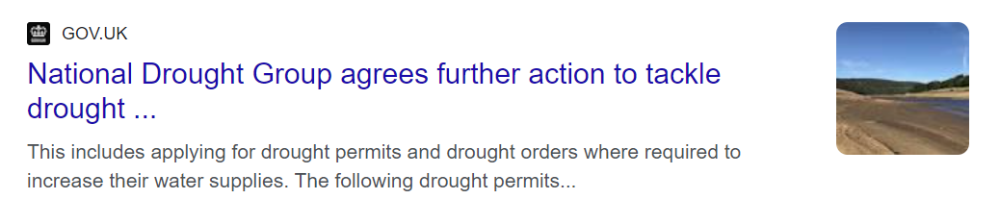 GOV.UK
National Drought Group agrees further action to tackle
drought ...
This includes applying for drought permits and drought orders where required to
increase their water supplies. The following drought permits...